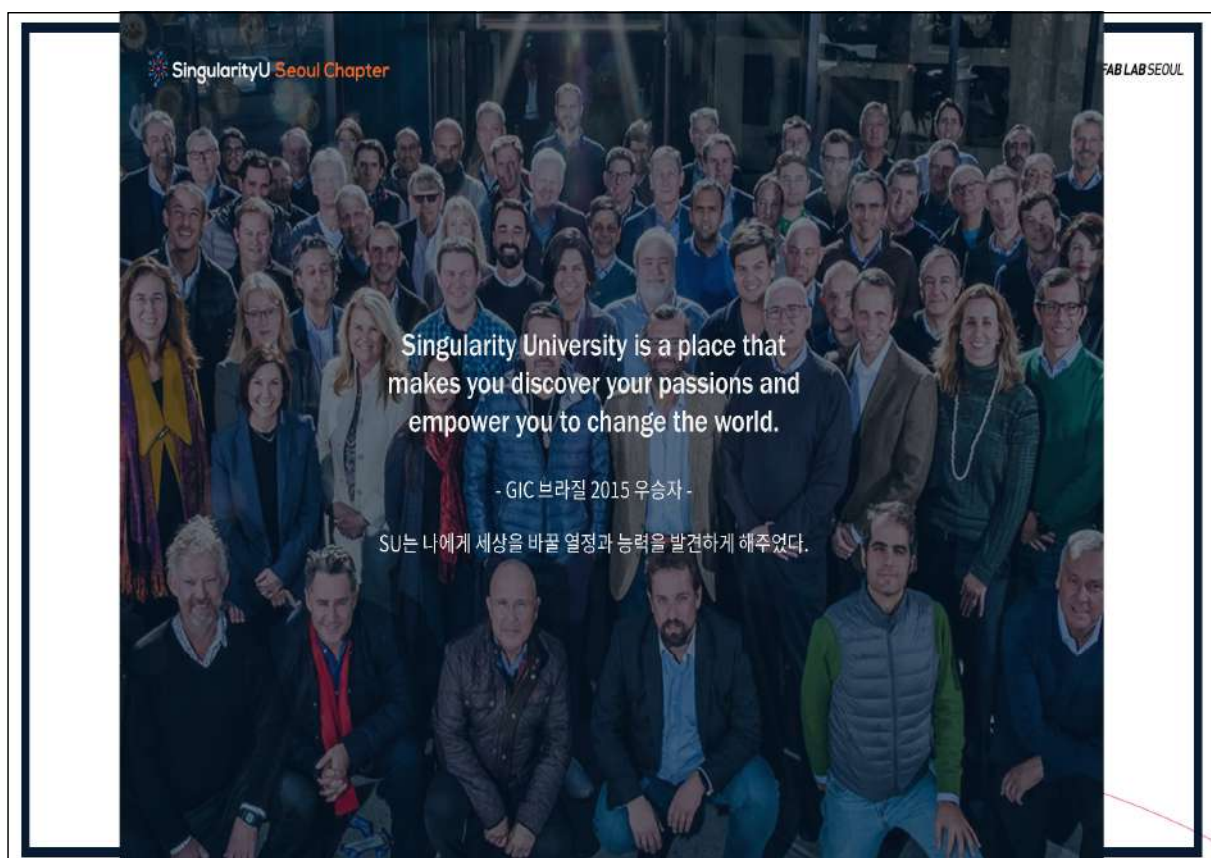 SingularityU Seoul Chapter
FAB LAB SEOUL
Singularity University is a place that
makes you discover your passions and
empower you to change the world.
- GIC 브라질 2015 우승자 -
SU는 나에게 세상을 바꿀 열정과 능력을 발견하게 해주었다.